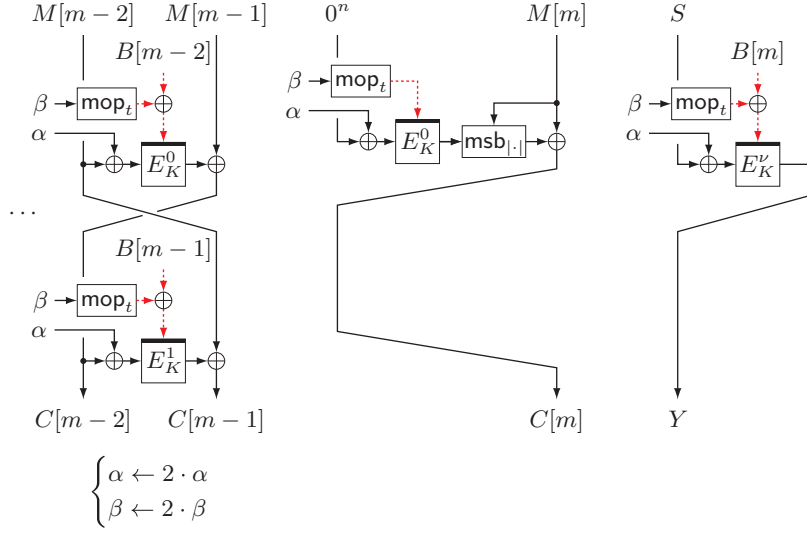 M[m − 2] M[m − 1] 0^n M[m] S
B[m − 2] B[m]
β mop_t β mop_t β mop_t
α E_K^0 α E_K^0 msb_{|·|} α E_K^ν
...
B[m − 1]
β mop_t
α E_K^1
C[m − 2] C[m − 1] C[m] Y
α ← 2 · α
β ← 2 · β